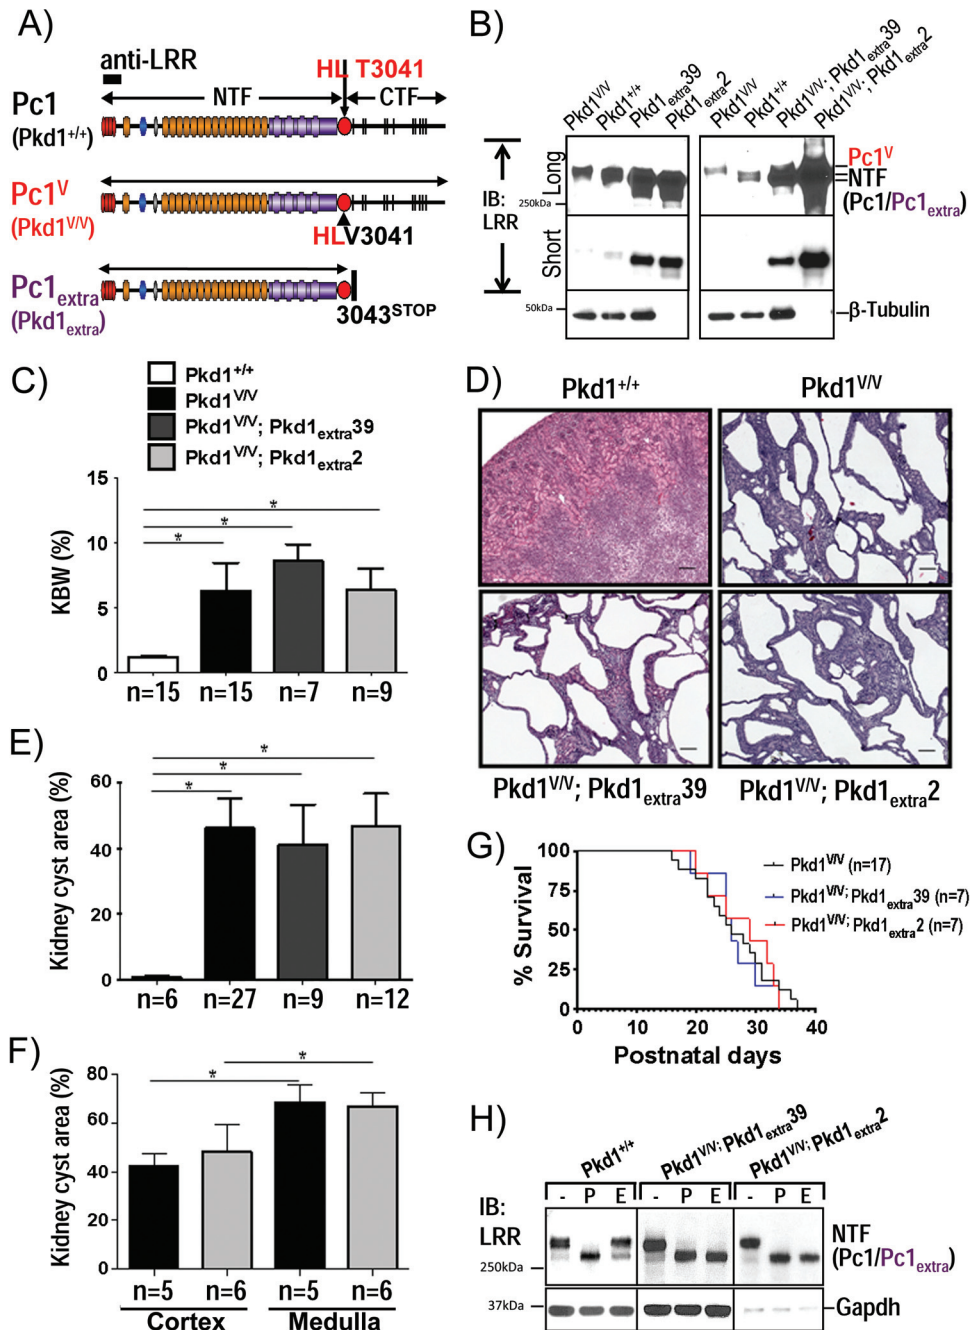 A)
anti-LRR
HL T3041
NTF
CTF
Pc1
(Pkd1+/+)
Pc1V
(Pkd1V/V)
HLV3041
Pc1extra
(Pkd1extra)
3043STOP
B)
Pkd1V/V
Pkd1+/+
Pkd1extra39
Pkd1extra2
Pkd1V/V
Pkd1+/+
Pkd1V/V; Pkd1extra39
Pkd1V/V; Pkd1extra2
IB:
LRR
Long
Short
250kDa
50kDa
Pc1V
NTF
(Pc1/Pc1extra)
β-Tubulin
C)
Pkd1+/+
Pkd1V/V
Pkd1V/V; Pkd1extra39
Pkd1V/V; Pkd1extra2
KBW (%)
15
10
5
0
*
*
*
n=15 n=15 n=7 n=9
D)
Pkd1+/+
Pkd1V/V
Pkd1V/V; Pkd1extra39
Pkd1V/V; Pkd1extra2
E)
Kidney cyst area (%)
60
40
20
0
*
*
*
n=6 n=27 n=9 n=12
F)
Kidney cyst area (%)
80
60
40
20
0
*
*
n=5 n=6 n=5 n=6
Cortex Medulla
G)
% Survival
100
75
50
25
0
0 10 20 30 40
Postnatal days
Pkd1V/V (n=17)
Pkd1V/V; Pkd1extra39 (n=7)
Pkd1V/V; Pkd1extra2 (n=7)
H)
Pkd1+/+
Pkd1V/V; Pkd1extra39
Pkd1V/V; Pkd1extra2
- P E - P E - P E
IB:
LRR
250kDa
37kDa
NTF
(Pc1/Pc1extra)
Gapdh